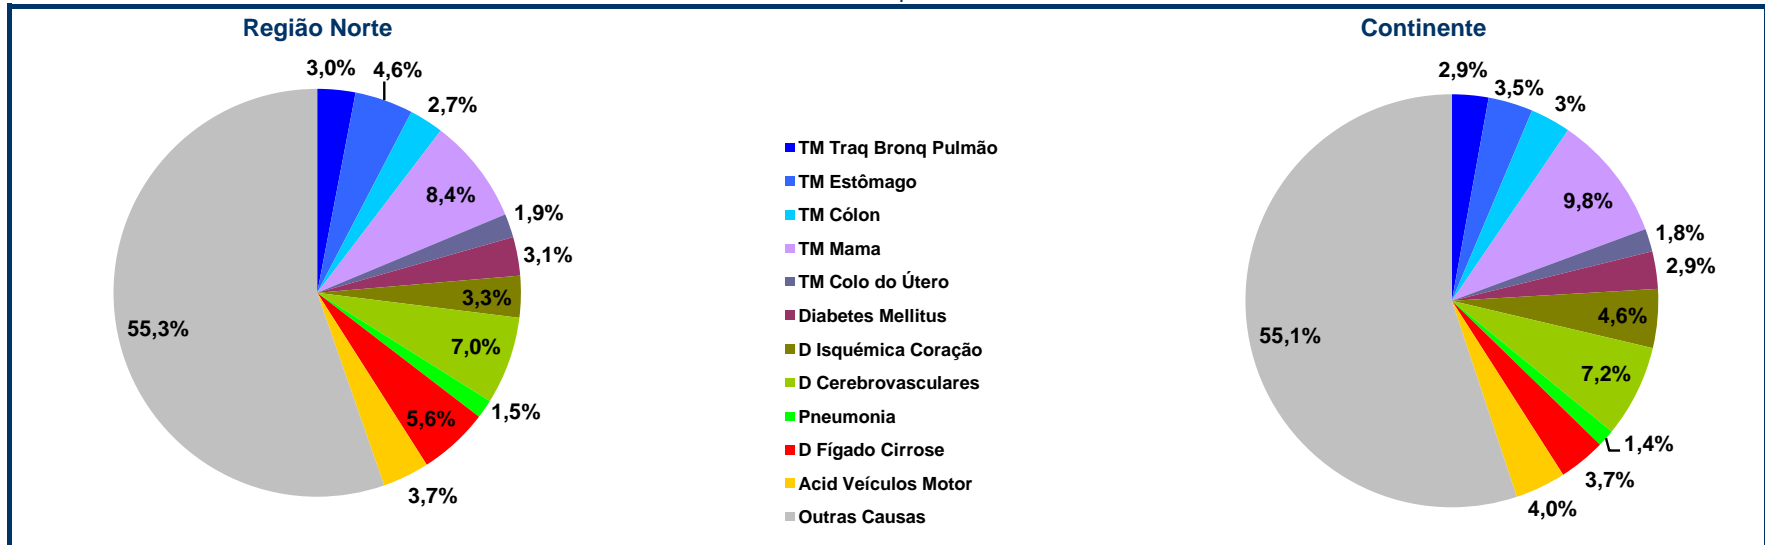 Região Norte
3,0%
4,6%
2,7%
8,4%
1,9%
3,1%
3,3%
7,0%
1,5%
5,6%
3,7%
55,3%
TM Traq Bronq Pulmão
TM Estômago
TM Cólon
TM Mama
TM Colo do Útero
Diabetes Mellitus
D Isquémica Coração
D Cerebrovasculares
Pneumonia
D Fígado Cirrose
Acid Veículos Motor
Outras Causas
Continente
2,9%
3,5%
3%
9,8%
1,8%
2,9%
4,6%
7,2%
1,4%
3,7%
4,0%
55,1%